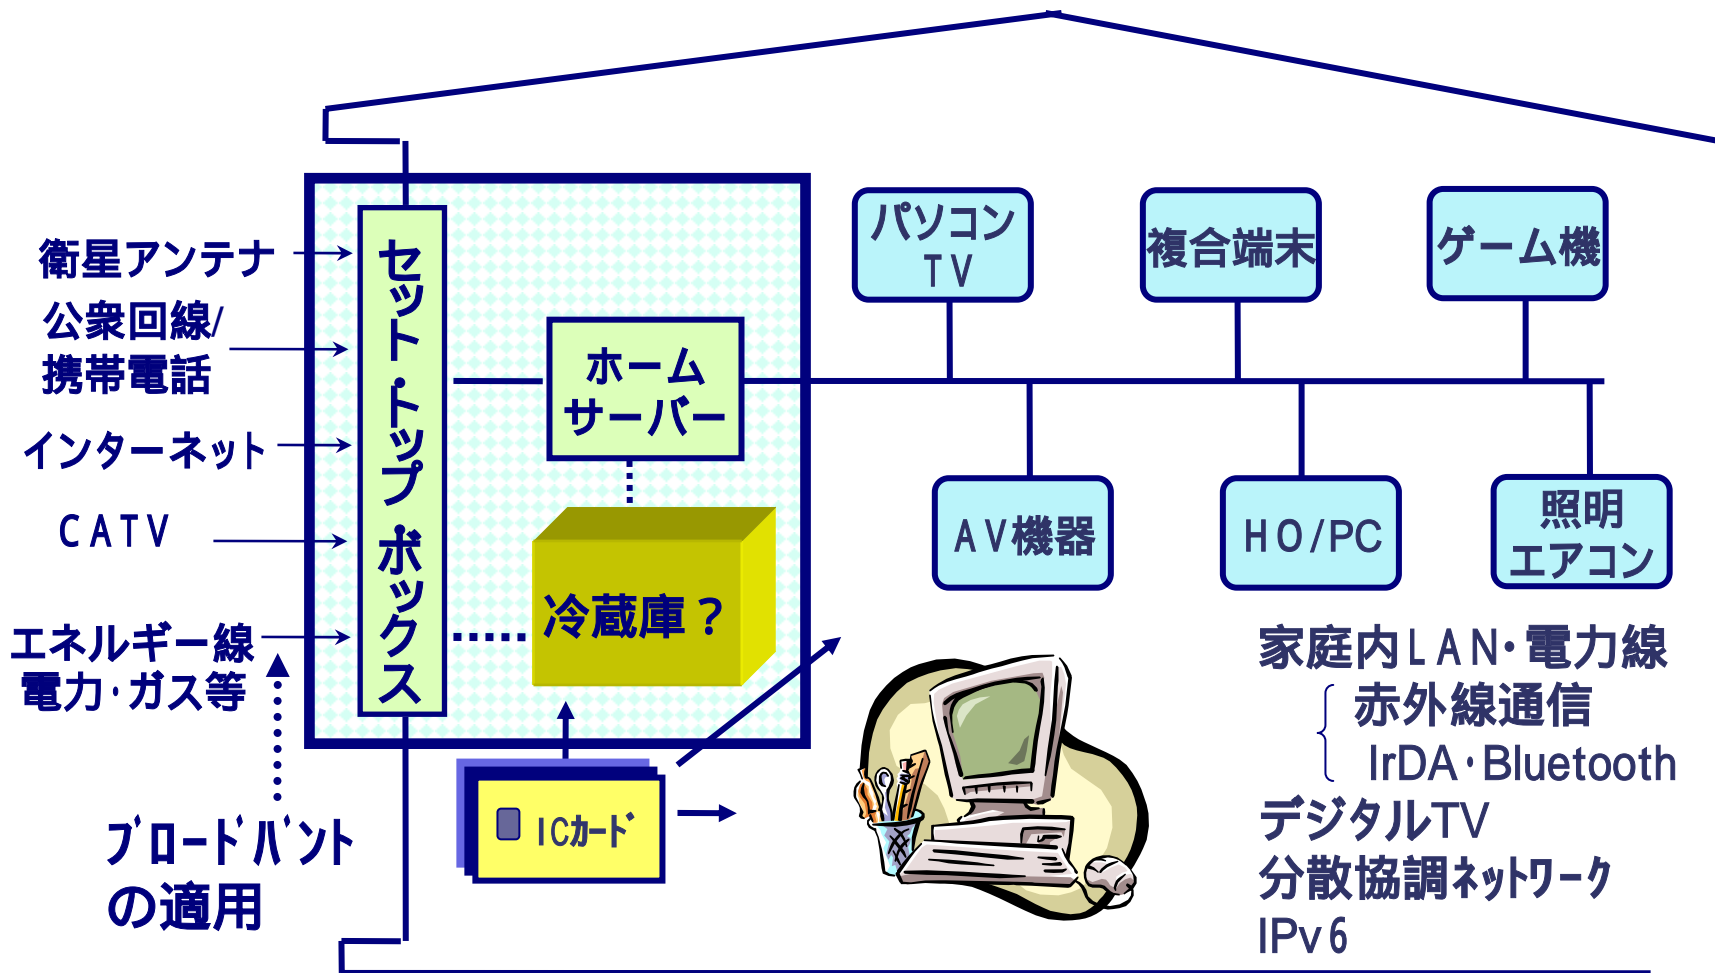 衛星アンテナ
公衆回線/
携帯電話
インターネット
CATV
エネルギー線
電力・ガス等
ブロードバンド
の適用
セット・トップ ボックス
ホーム
サーバー
冷蔵庫？
ICカード
パソコン
TV
複合端末
ゲーム機
AV機器
HO/PC
照明
エアコン
家庭内LAN・電力線
赤外線通信
IrDA・Bluetooth
デジタルTV
分散協調ネットワーク
IPv6